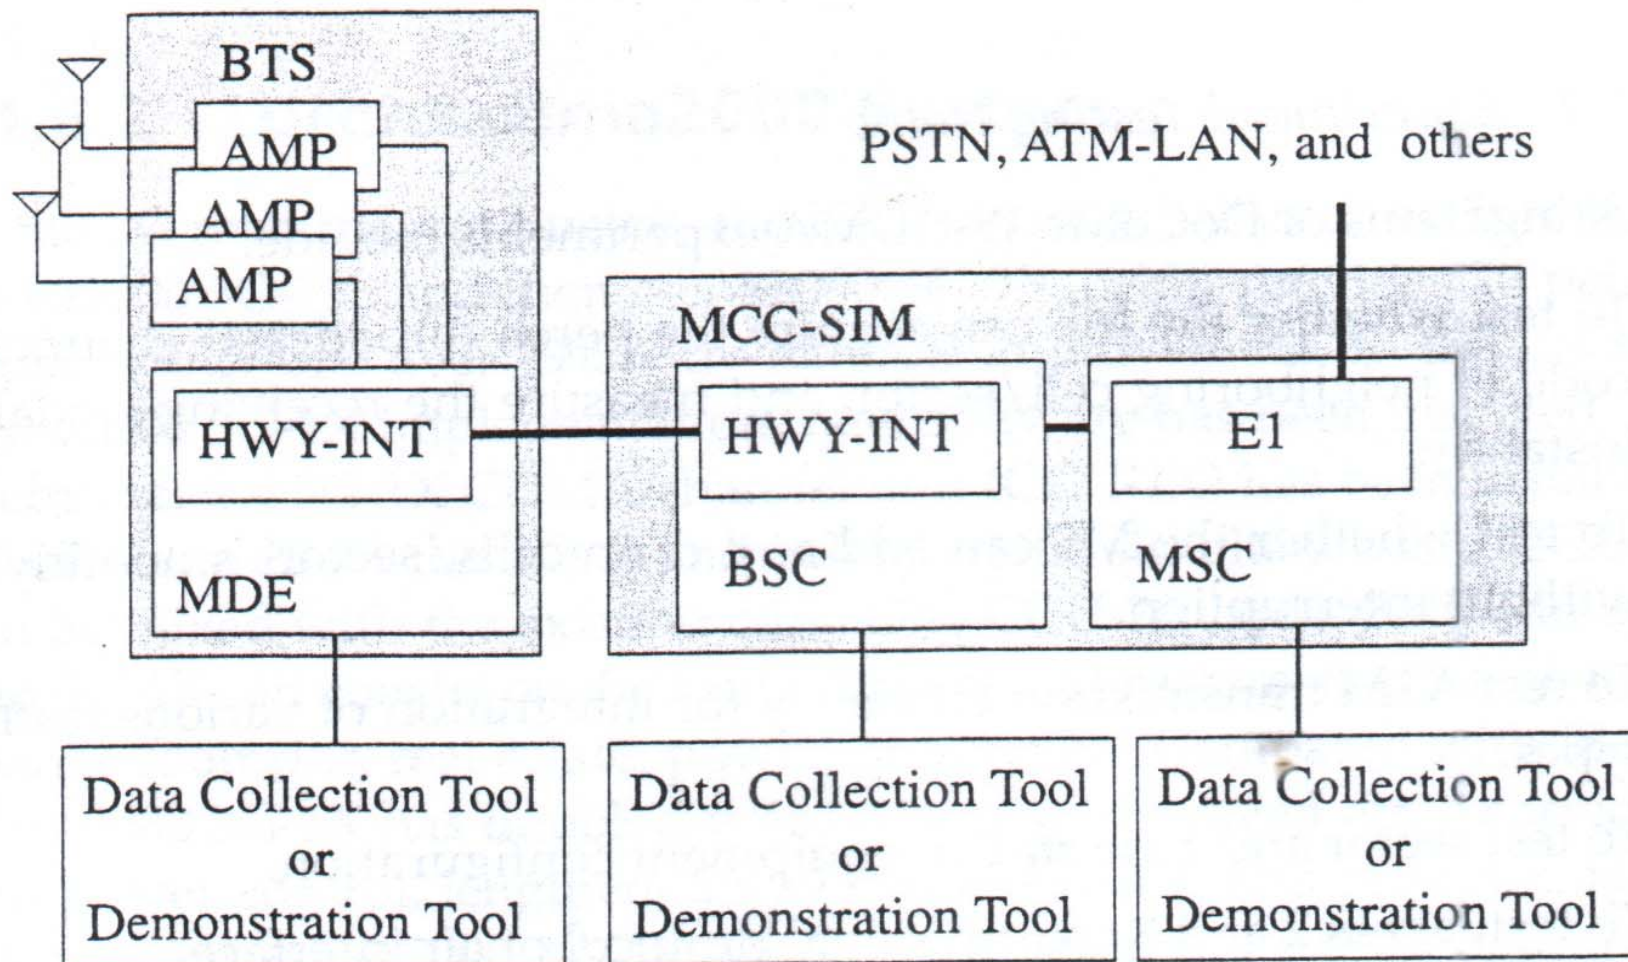 BTS
AMP
AMP
AMP
PSTN, ATM-LAN, and others
MCC-SIM
HWY-INT
HWY-INT
E1
MDE
BSC
MSC
Data Collection Tool
or
Demonstration Tool
Data Collection Tool
or
Demonstration Tool
Data Collection Tool
or
Demonstration Tool